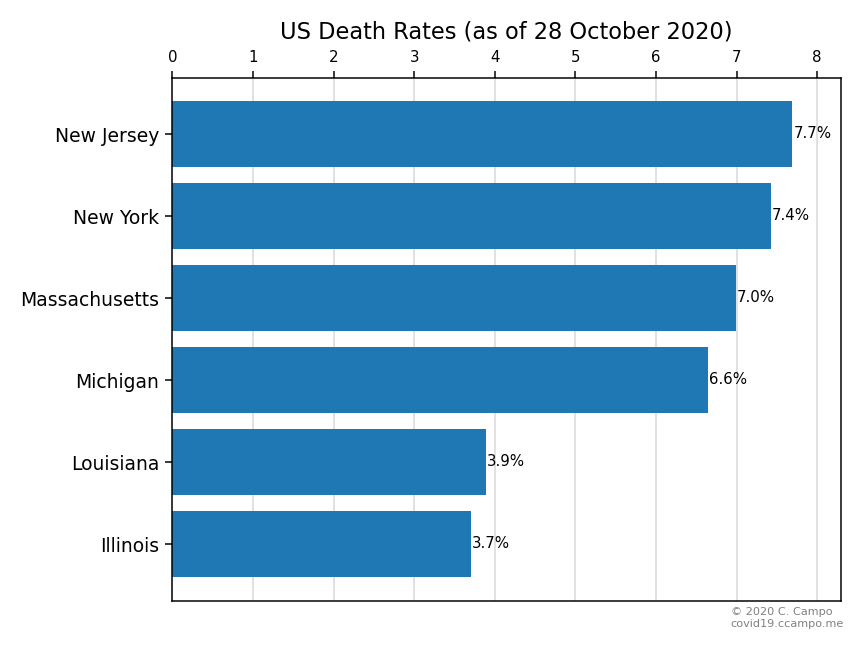 US Death Rates (as of 28 October 2020)
0 1 2 3 4 5 6 7 8
New Jersey 7.7%
New York 7.4%
Massachusetts 7.0%
Michigan 6.6%
Louisiana 3.9%
Illinois 3.7%
© 2020 C. Campo
covid19.ccampo.me